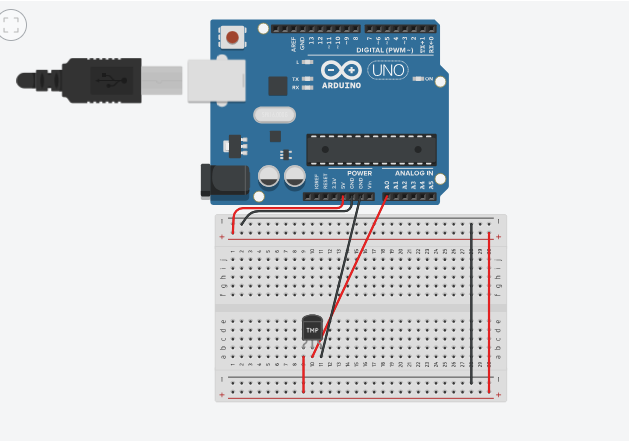 AREF
GND
13
12
~11
~10
~9
8
7
~6
~5
4
~3
2
TX→1
RX←0
DIGITAL (PWM~)
L
TX
RX
ARDUINO
UNO
ON
POWER
ANALOG IN
IOREF
RESET
3.3V
5V
GND
GND
Vin
A0
A1
A2
A3
A4
A5
TMP
a b c d e
f g h i j